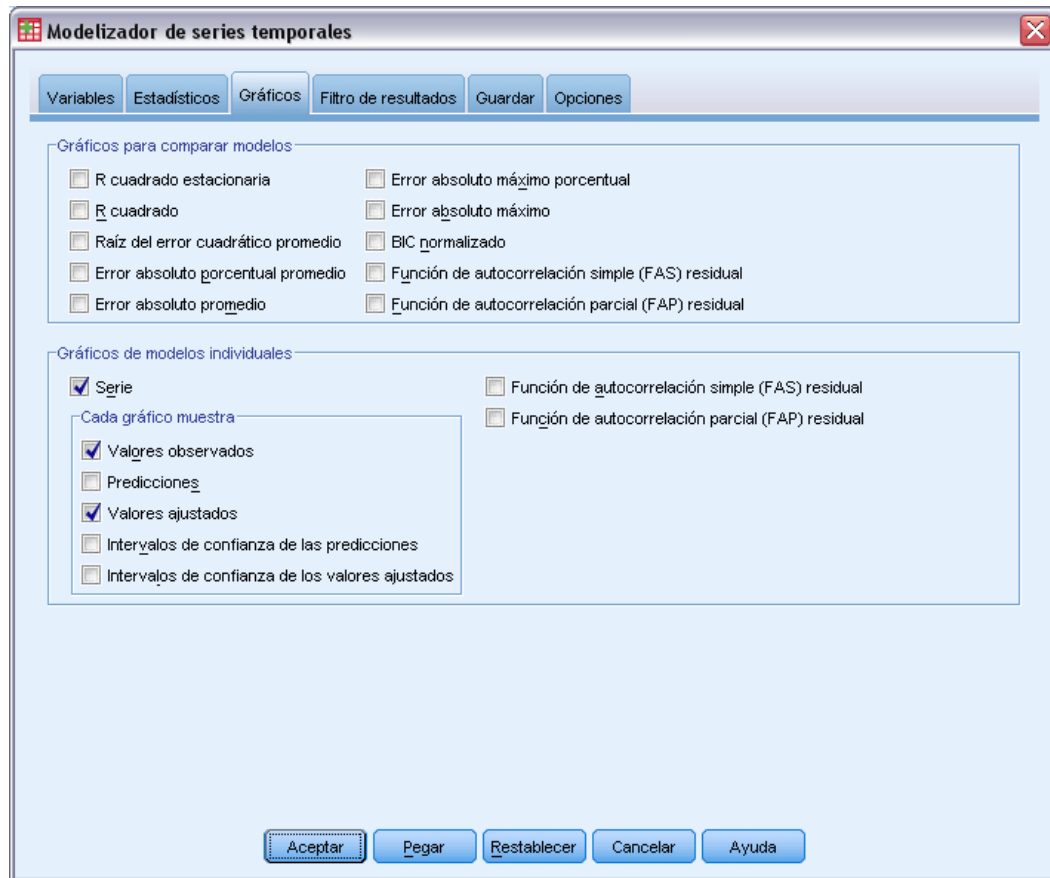 Modelizador de series temporales
Variables Estadísticos Gráficos Filtro de resultados Guardar Opciones
Gráficos para comparar modelos
R cuadrado estacionaria
R cuadrado
Raíz del error cuadrático promedio
Error absoluto porcentual promedio
Error absoluto promedio
Error absoluto máximo porcentual
Error absoluto máximo
BIC normalizado
Función de autocorrelación simple (FAS) residual
Función de autocorrelación parcial (FAP) residual
Gráficos de modelos individuales
Serie
Cada gráfico muestra
Valores observados
Predicciones
Valores ajustados
Intervalos de confianza de las predicciones
Intervalos de confianza de los valores ajustados
Función de autocorrelación simple (FAS) residual
Función de autocorrelación parcial (FAP) residual
Aceptar Pegar Restablecer Cancelar Ayuda